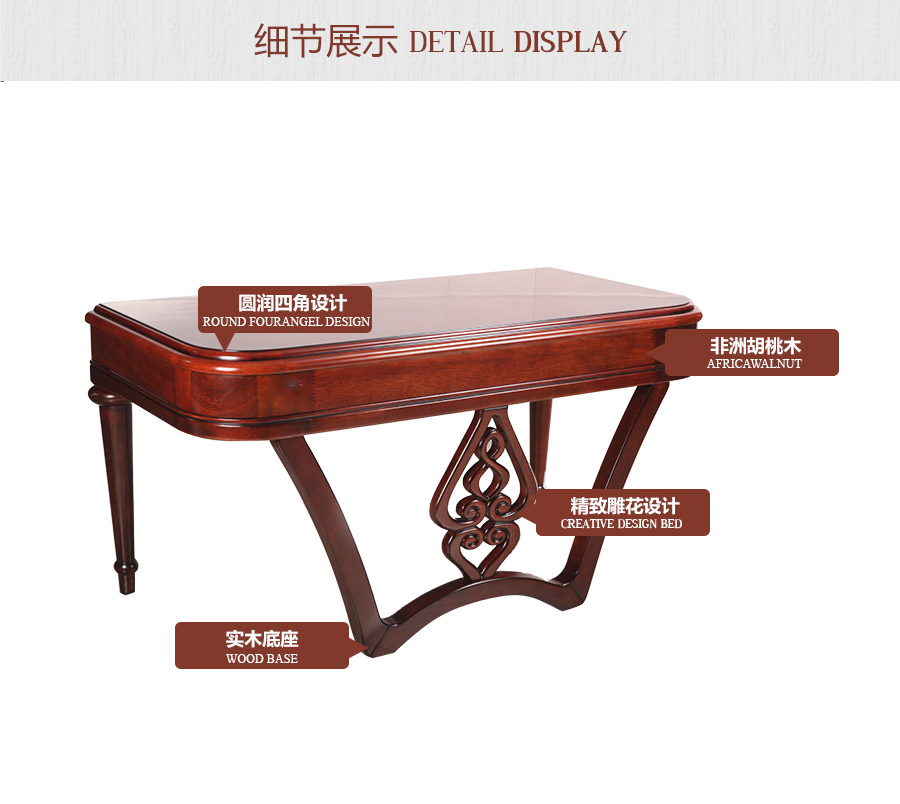 细节展示 DETAIL DISPLAY
圆润四角设计
ROUND FOURANGEL DESIGN
非洲胡桃木
AFRICAWALNUT
精致雕花设计
CREATIVE DESIGN BED
实木底座
WOOD BASE